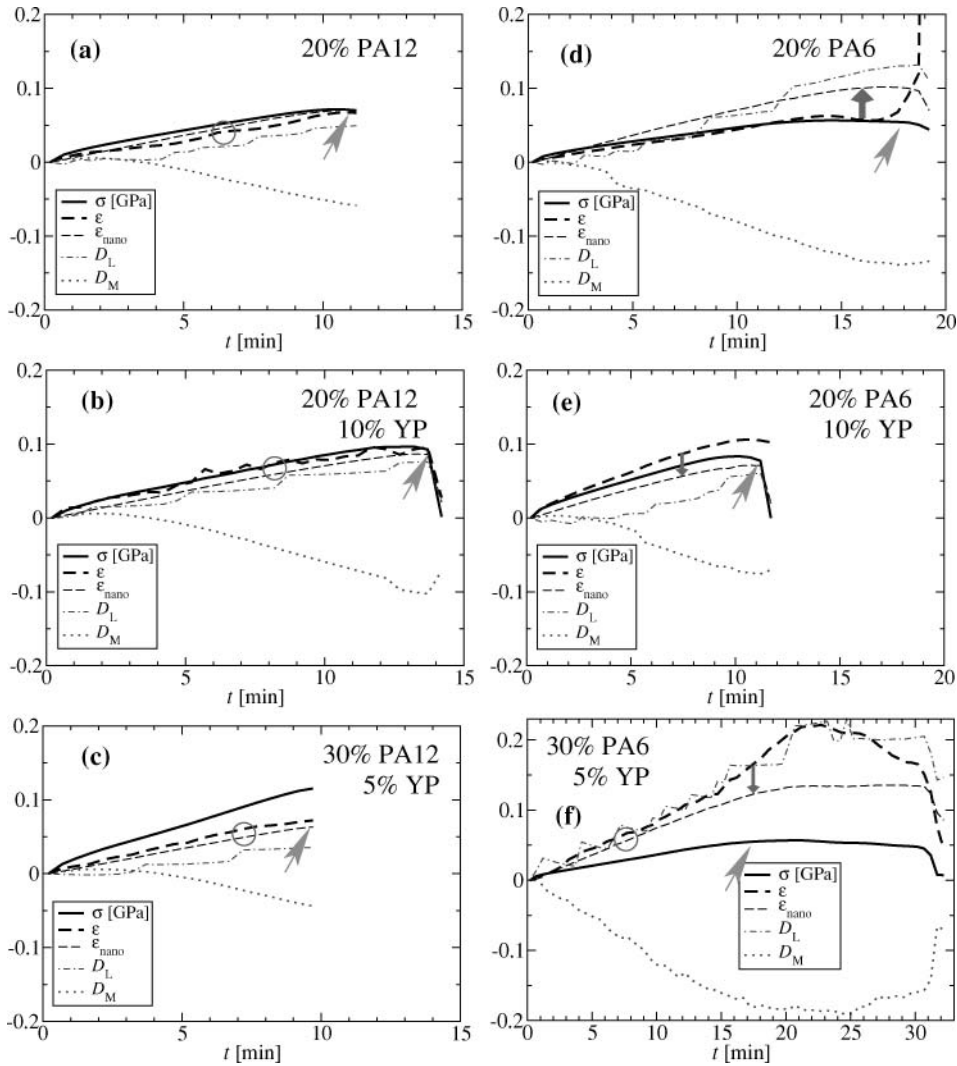 (a)
20% PA12
0.2
0.1
0
-0.1
-0.2
σ [GPa]
ε
ε_nano
D_L
D_M
0 5 10 15
t [min]
(d)
20% PA6
0.2
0.1
0
-0.1
-0.2
σ [GPa]
ε
ε_nano
D_L
D_M
0 5 10 15 20
t [min]
(b)
20% PA12
10% YP
0.2
0.1
0
-0.1
-0.2
σ [GPa]
ε
ε_nano
D_L
D_M
0 5 10 15
t [min]
(e)
20% PA6
10% YP
0.2
0.1
0
-0.1
-0.2
σ [GPa]
ε
ε_nano
D_L
D_M
0 5 10 15 20
t [min]
(c)
30% PA12
5% YP
0.2
0.1
0
-0.1
-0.2
σ [GPa]
ε
ε_nano
D_L
D_M
0 5 10 15
t [min]
30% PA6
5% YP
(f)
0.2
0.1
0
-0.1
-0.2
σ [GPa]
ε
ε_nano
D_L
D_M
0 5 10 15 20 25 30
t [min]